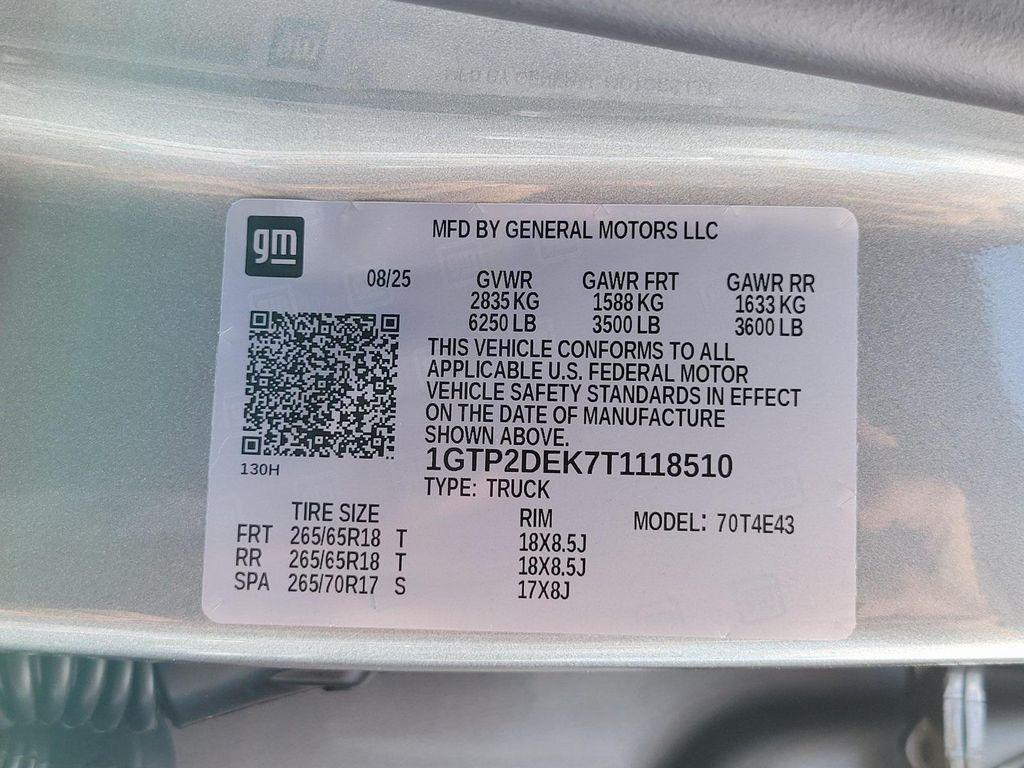 gm
MFD BY GENERAL MOTORS LLC
08/25
GVWR GAWR FRT GAWR RR
2835 KG 1588 KG 1633 KG
6250 LB 3500 LB 3600 LB
THIS VEHICLE CONFORMS TO ALL
APPLICABLE U.S. FEDERAL MOTOR
VEHICLE SAFETY STANDARDS IN EFFECT
ON THE DATE OF MANUFACTURE
SHOWN ABOVE.
130H
1GTP2DEK7T1118510
TYPE: TRUCK
TIRE SIZE RIM MODEL: 70T4E43
FRT 265/65R18 T 18X8.5J
RR 265/65R18 T 18X8.5J
SPA 265/70R17 S 17X8J